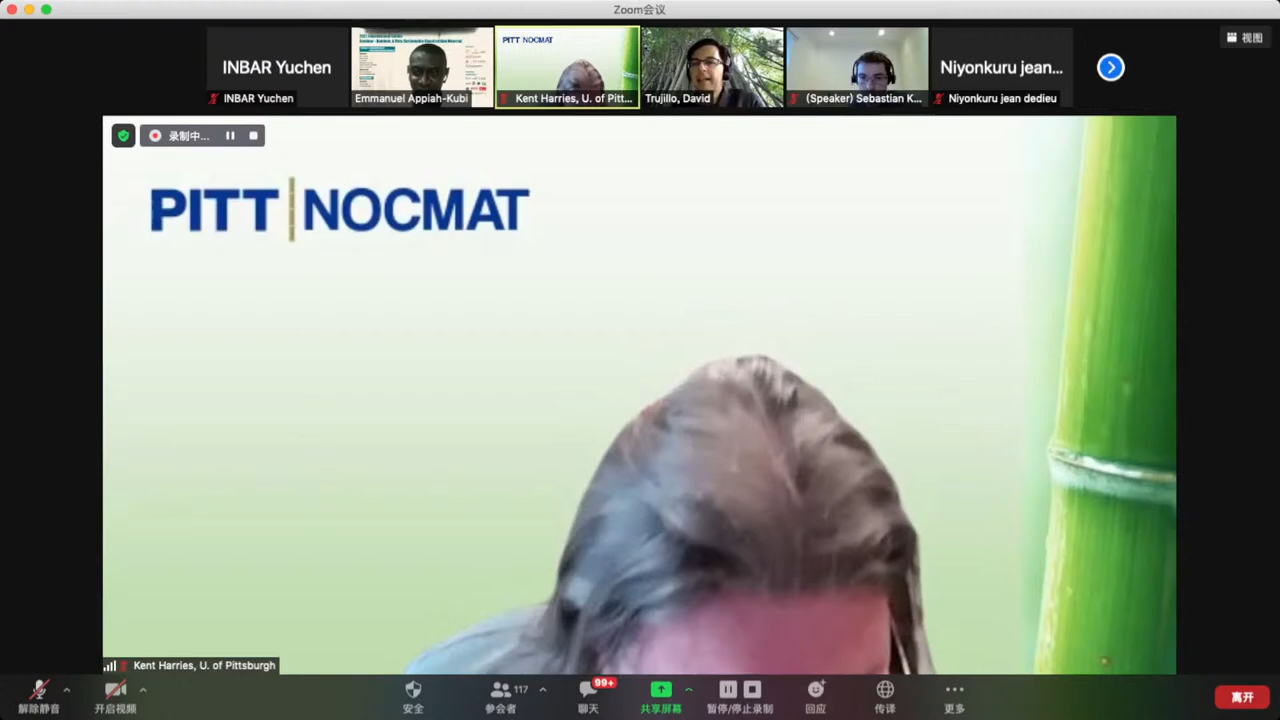 Zoom会议
INBAR Yuchen
INBAR Yuchen
Emmanuel Appiah-Kubi
PITT NOCMAT
Kent Harries, U. of Pitt...
Trujillo, David
(Speaker) Sebastian K...
Niyonkuru jean...
Niyonkuru jean dedieu
视图
录制中...
PITT NOCMAT
Kent Harries, U. of Pittsburgh
解除静音
开启视频
安全
117
参会者
99+
聊天
共享屏幕
暂停/停止录制
回应
传译
更多
离开